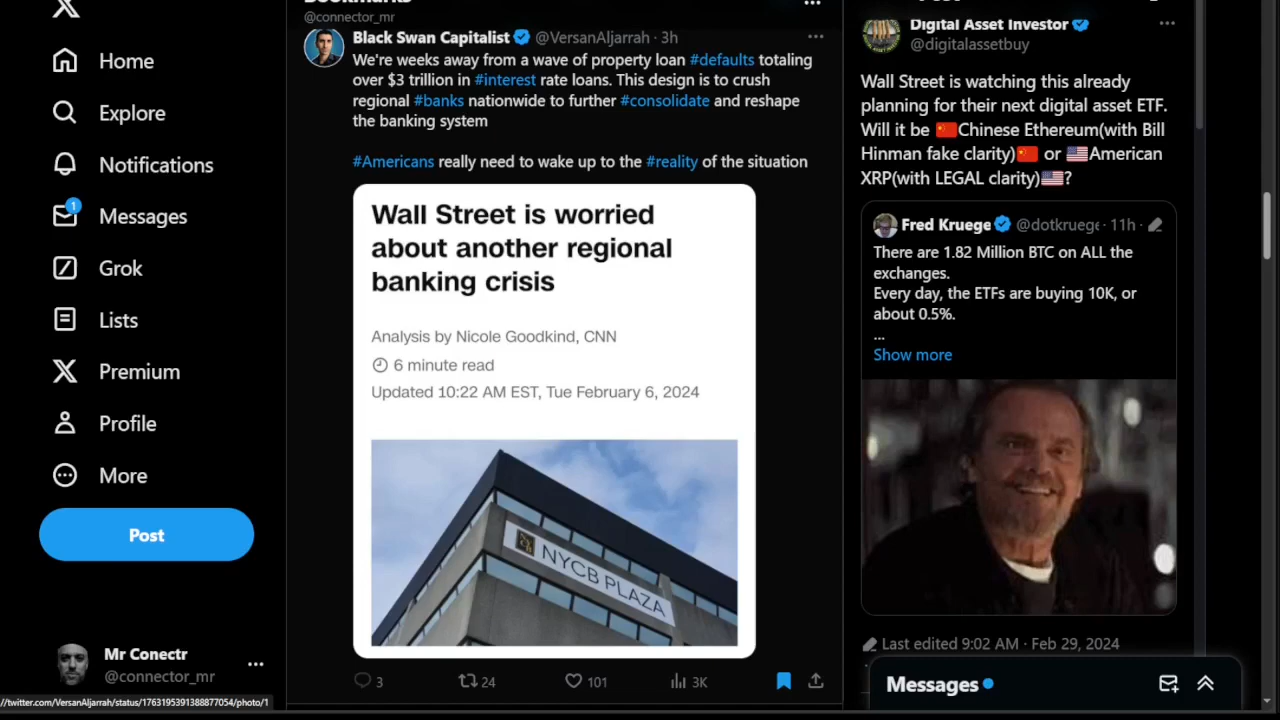 Home
Explore
Notifications
1
Messages
Grok
Lists
Premium
Profile
More
Post
Mr Conectr
@connector_mr
//twitter.com/VersanAljarrah/status/1763195391388877054/photo/1
Bookmarks
@connector_mr
Black Swan Capitalist @VersanAljarrah · 3h
We're weeks away from a wave of property loan #defaults totaling
over $3 trillion in #interest rate loans. This design is to crush
regional #banks nationwide to further #consolidate and reshape
the banking system
#Americans really need to wake up to the #reality of the situation
Wall Street is worried
about another regional
banking crisis
Analysis by Nicole Goodkind, CNN
6 minute read
Updated 10:22 AM EST, Tue February 6, 2024
NYCB PLAZA
3
24
101
3K
Digital Asset Investor
@digitalassetbuy
Wall Street is watching this already
planning for their next digital asset ETF.
Will it be 🇨🇳Chinese Ethereum(with Bill
Hinman fake clarity)🇨🇳 or 🇺🇸American
XRP(with LEGAL clarity)🇺🇸?
Fred Kruege @dotkruege · 11h ·
There are 1.82 Million BTC on ALL the
exchanges.
Every day, the ETFs are buying 10K, or
about 0.5%.
...
Show more
Last edited 9:02 AM · Feb 29, 2024
Messages